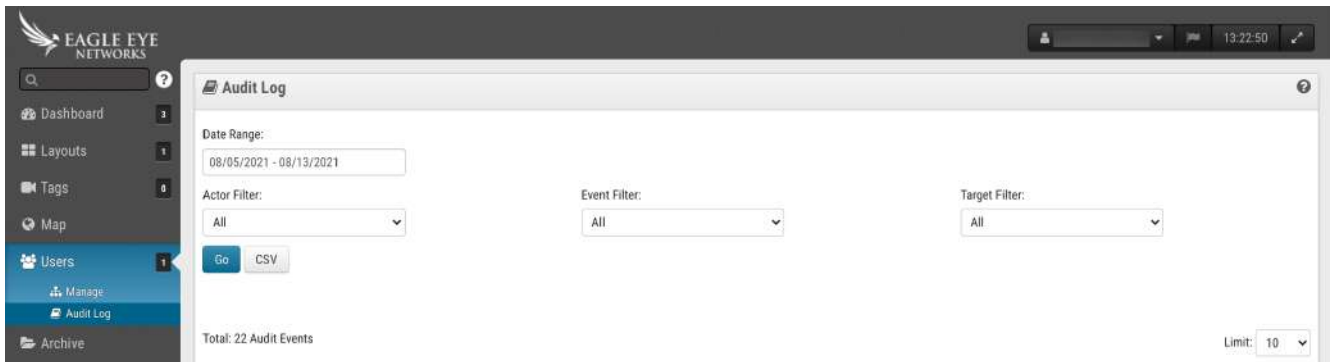 EAGLE EYE
NETWORKS
13:22:50
Audit Log
Dashboard 3
Layouts 1
Tags 0
Map
Users 1
Manage
Audit Log
Archive
Date Range:
08/05/2021 - 08/13/2021
Actor Filter: Event Filter: Target Filter:
All All All
Go CSV
Total: 22 Audit Events Limit: 10